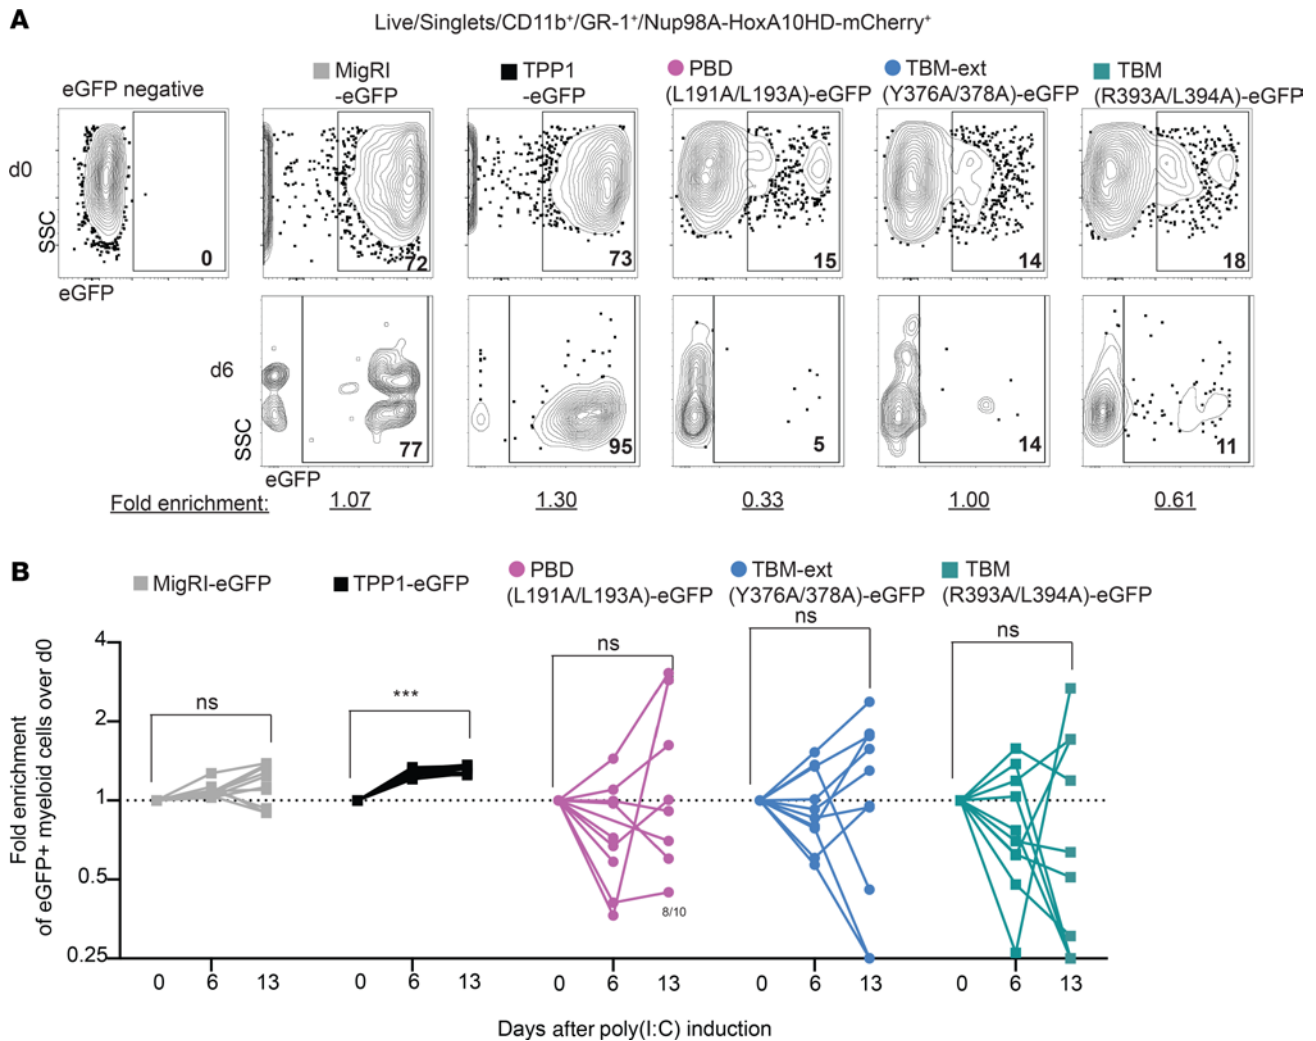 A
Live/Singlets/CD11b⁺/GR-1⁺/Nup98A-HoxA10HD-mCherry⁺
eGFP negative
MigRI
-eGFP
TPP1
-eGFP
PBD
(L191A/L193A)-eGFP
TBM-ext
(Y376A/378A)-eGFP
TBM
(R393A/L394A)-eGFP
d0
SSC
0
72
73
15
14
18
eGFP
d6
SSC
77
95
5
14
11
eGFP
Fold enrichment:
1.07
1.30
0.33
1.00
0.61
B
MigRI-eGFP
TPP1-eGFP
PBD
(L191A/L193A)-eGFP
TBM-ext
(Y376A/378A)-eGFP
TBM
(R393A/L394A)-eGFP
Fold enrichment
of eGFP+ myeloid cells over d0
4
2
1
0.5
0.25
ns
***
ns
ns
ns
8/10
0 6 13
0 6 13
0 6 13
0 6 13
0 6 13
Days after poly(I:C) induction